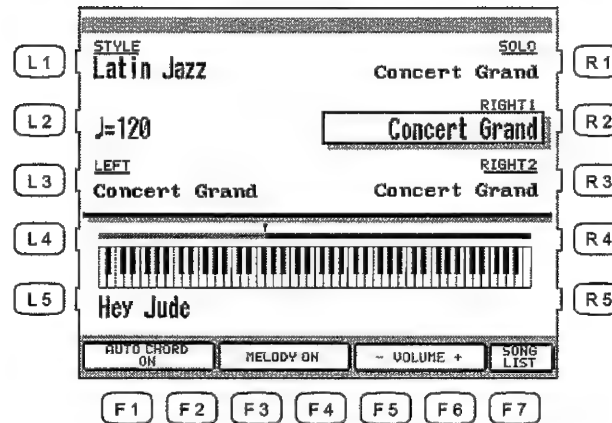 L1
STYLE
Latin Jazz
SOLO
Concert Grand
R1
L2
♩=120
RIGHT1
Concert Grand
R2
L3
LEFT
Concert Grand
RIGHT2
Concert Grand
R3
L4
R4
L5
Hey Jude
R5
AUTO CHORD
ON
MELODY ON
- VOLUME +
SONG
LIST
F1 F2 F3 F4 F5 F6 F7